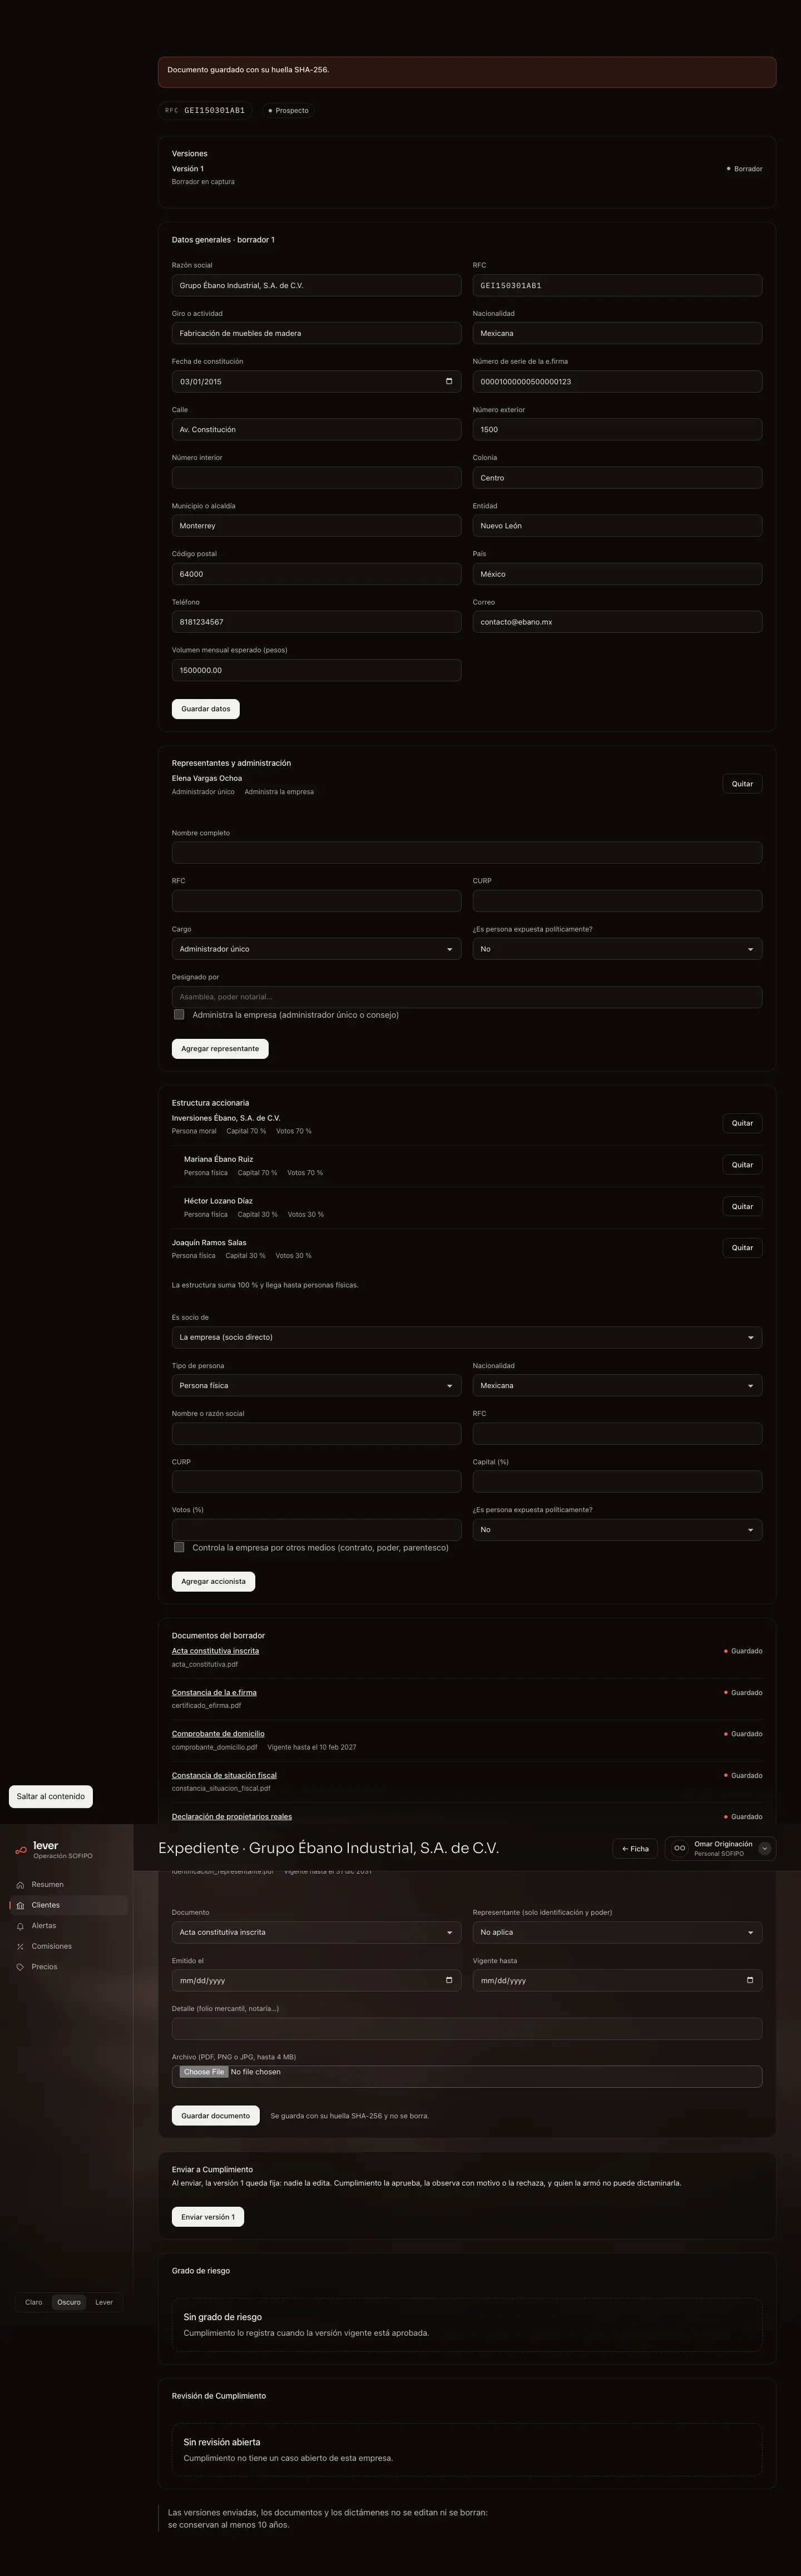 Documento guardado con su huella SHA-256.
RFC GEI150301AB1
Prospecto
Versiones
Versión 1
Borrador
Borrador en captura
Datos generales · borrador 1
Razón social
RFC
Grupo Ébano Industrial, S.A. de C.V.
GEI150301AB1
Giro o actividad
Nacionalidad
Fabricación de muebles de madera
Mexicana
Fecha de constitución
Número de serie de la e.firma
03/01/2015
00001000000500000123
Calle
Número exterior
Av. Constitución
1500
Número interior
Colonia
Centro
Municipio o alcaldía
Entidad
Monterrey
Nuevo León
Código postal
País
64000
México
Teléfono
Correo
8181234567
contacto@ebano.mx
Volumen mensual esperado (pesos)
1500000.00
Guardar datos
Representantes y administración
Elena Vargas Ochoa
Quitar
Administrador único Administra la empresa
Nombre completo
RFC
CURP
Cargo
¿Es persona expuesta políticamente?
Administrador único
No
Designado por
Asamblea, poder notarial...
Administra la empresa (administrador único o consejo)
Agregar representante
Estructura accionaria
Inversiones Ébano, S.A. de C.V.
Quitar
Persona moral Capital 70 % Votos 70 %
Mariana Ébano Ruiz
Quitar
Persona física Capital 70 % Votos 70 %
Héctor Lozano Díaz
Quitar
Persona física Capital 30 % Votos 30 %
Joaquín Ramos Salas
Quitar
Persona física Capital 30 % Votos 30 %
La estructura suma 100 % y llega hasta personas físicas.
Es socio de
La empresa (socio directo)
Tipo de persona
Nacionalidad
Persona física
Mexicana
Nombre o razón social
RFC
CURP
Capital (%)
Votos (%)
¿Es persona expuesta políticamente?
No
Controla la empresa por otros medios (contrato, poder, parentesco)
Agregar accionista
Documentos del borrador
Acta constitutiva inscrita
Guardado
acta_constitutiva.pdf
Constancia de la e.firma
Guardado
certificado_efirma.pdf
Comprobante de domicilio
Guardado
comprobante_domicilio.pdf Vigente hasta el 10 feb 2027
Constancia de situación fiscal
Guardado
constancia_situacion_fiscal.pdf
Declaración de propietarios reales
Guardado
Saltar al contenido
lever
Operación SOFIPO
Resumen
Clientes
Alertas
Comisiones
Precios
Claro
Oscuro
Lever
Expediente · Grupo Ébano Industrial, S.A. de C.V.
← Ficha
OO
Omar Originación
Personal SOFIPO
identificacion_representante.pdf Vigente hasta el 31 dic 2031
Documento
Representante (solo identificación y poder)
Acta constitutiva inscrita
No aplica
Emitido el
Vigente hasta
mm/dd/yyyy
mm/dd/yyyy
Detalle (folio mercantil, notaría...)
Archivo (PDF, PNG o JPG, hasta 4 MB)
Choose File No file chosen
Guardar documento
Se guarda con su huella SHA-256 y no se borra.
Enviar a Cumplimiento
Al enviar, la versión 1 queda fija: nadie la edita. Cumplimiento la aprueba, la observa con motivo o la rechaza, y quien la armó no puede dictaminarla.
Enviar versión 1
Grado de riesgo
Sin grado de riesgo
Cumplimiento lo registra cuando la versión vigente está aprobada.
Revisión de Cumplimiento
Sin revisión abierta
Cumplimiento no tiene un caso abierto de esta empresa.
Las versiones enviadas, los documentos y los dictámenes no se editan ni se borran:
se conservan al menos 10 años.